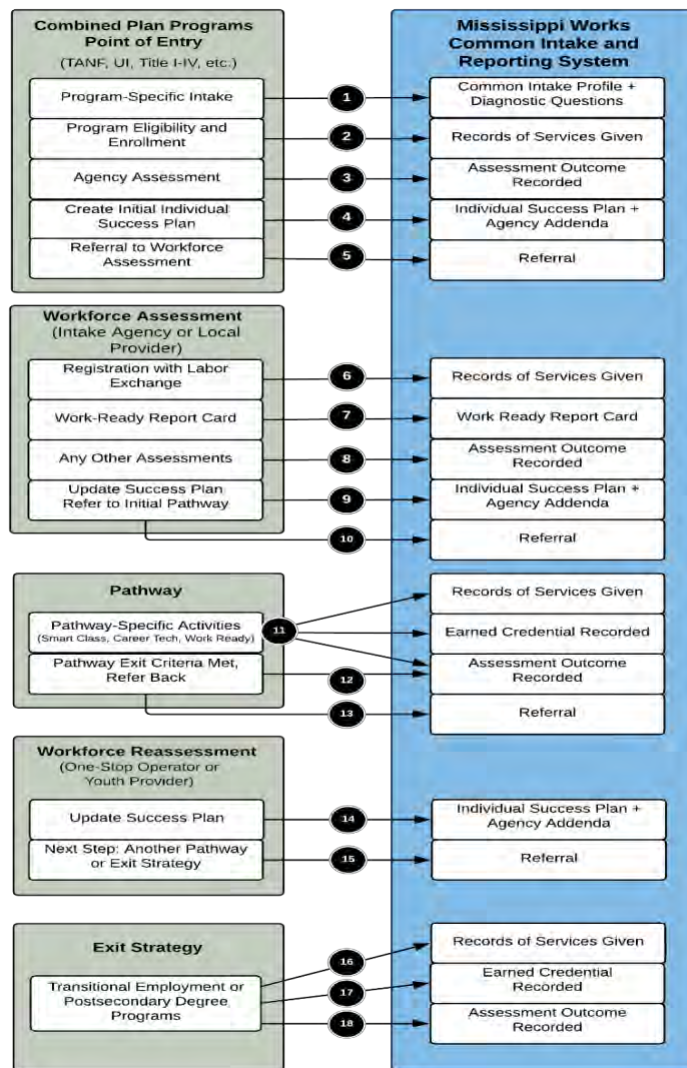 Combined Plan Programs
Point of Entry
(TANF, UI, Title I-IV, etc.)
Mississippi Works
Common Intake and
Reporting System
Program-Specific Intake
1
Common Intake Profile +
Diagnostic Questions
Program Eligibility and
Enrollment
2
Records of Services Given
Agency Assessment
3
Assessment Outcome
Recorded
Create Initial Individual
Success Plan
4
Individual Success Plan +
Agency Addenda
Referral to Workforce
Assessment
5
Referral
Workforce Assessment
(Intake Agency or Local
Provider)
Registration with Labor
Exchange
6
Records of Services Given
Work-Ready Report Card
7
Work Ready Report Card
Any Other Assessments
8
Assessment Outcome
Recorded
Update Success Plan
Refer to Initial Pathway
9
Individual Success Plan +
Agency Addenda
10
Referral
Pathway
Records of Services Given
Pathway-Specific Activities
(Smart Class, Career Tech, Work Ready)
11
Earned Credential Recorded
Pathway Exit Criteria Met,
Refer Back
12
Assessment Outcome
Recorded
13
Referral
Workforce Reassessment
(One-Stop Operator or
Youth Provider)
Update Success Plan
14
Individual Success Plan +
Agency Addenda
Next Step: Another Pathway
or Exit Strategy
15
Referral
Exit Strategy
16
Records of Services Given
Transitional Employment or
Postsecondary Degree
Programs
17
Earned Credential
Recorded
18
Assessment Outcome
Recorded